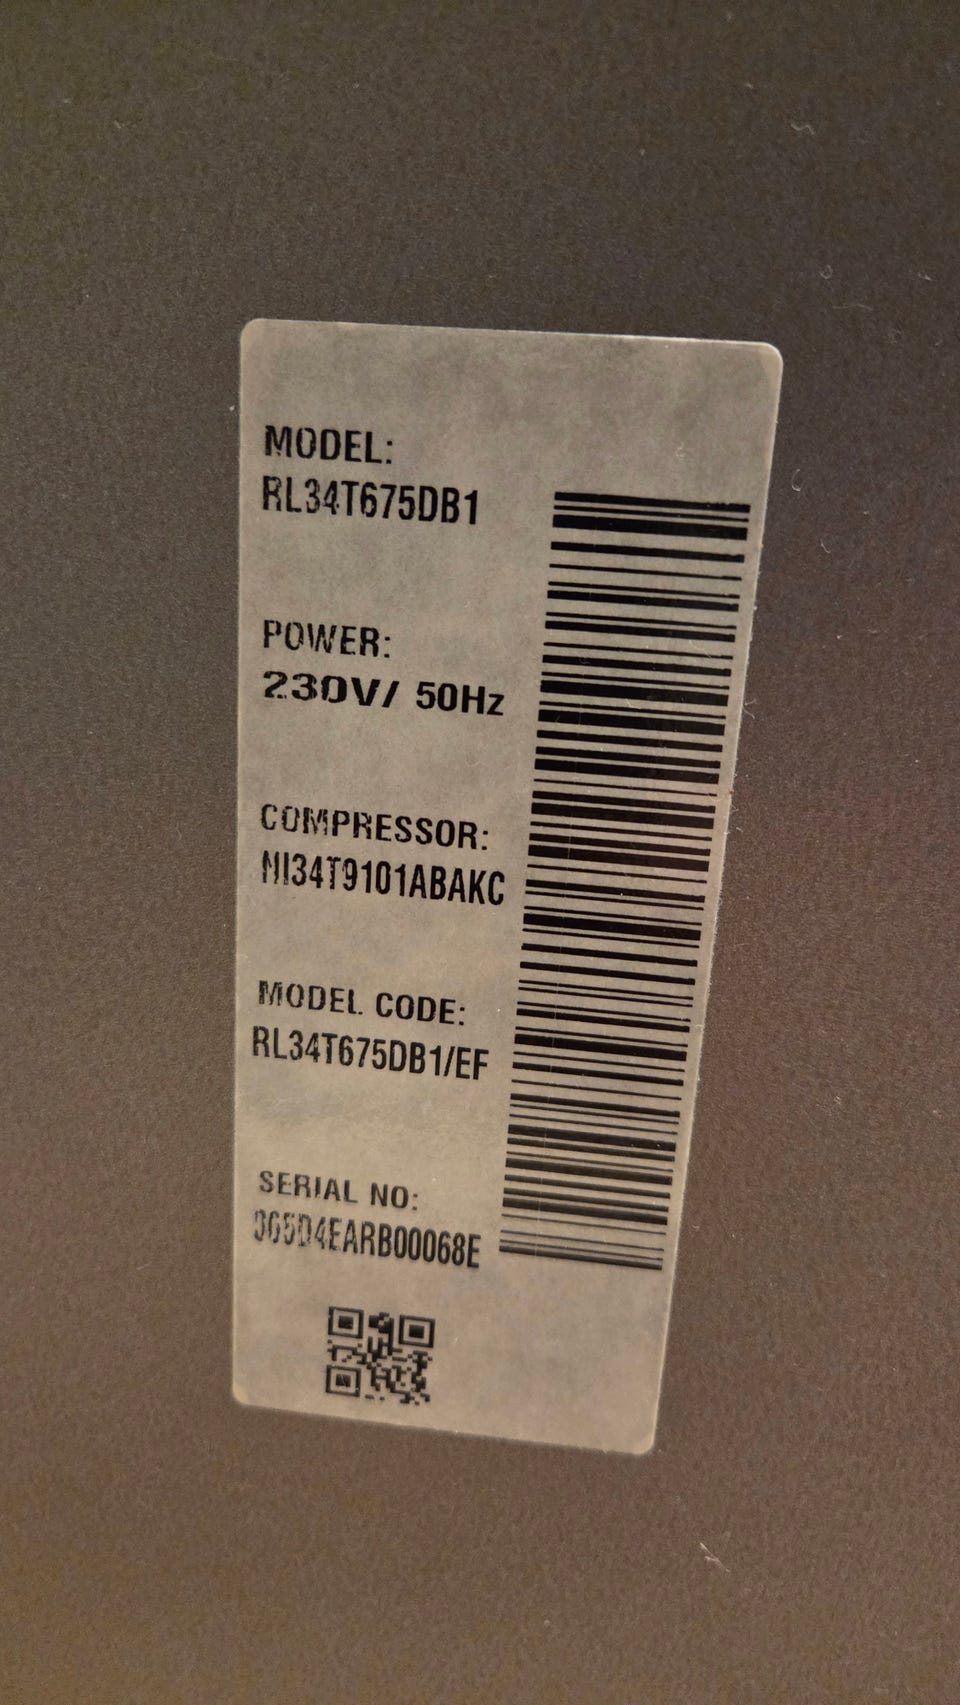 MODEL:
RL34T675DB1
POWER:
230V/ 50Hz
COMPRESSOR:
NI34T9101ABAKC
MODEL CODE:
RL34T675DB1/EF
SERIAL NO: